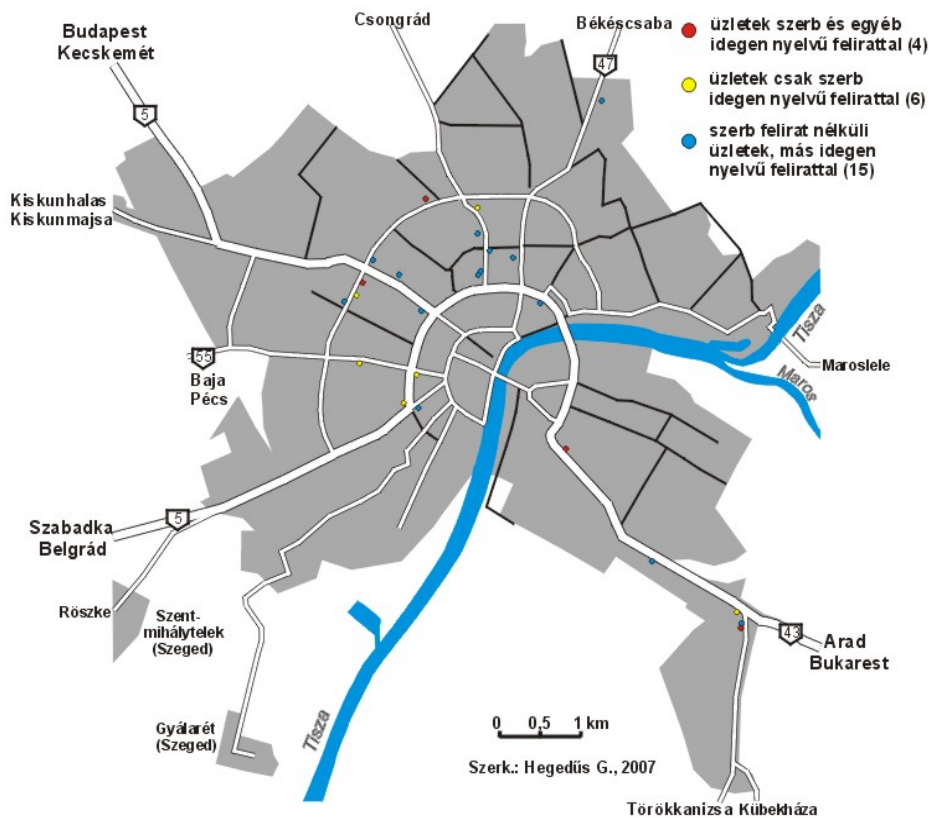 Csongrád
Békéscsaba
Budapest
Kecskemét
47
5
üzletek szerb és egyéb
idegen nyelvű felirattal (4)
üzletek csak szerb
idegen nyelvű felirattal (6)
szerb felirat nélküli
üzletek, más idegen
nyelvű felirattal (15)
Kiskunhalas
Kiskunmajsa
Tisza
55
Baja
Pécs
Maroslele
Maros
Szabadka
Belgrád
5
Röszke
Szent-
mihálytelek
(Szeged)
43
Arad
Bukarest
Gyálarét
(Szeged)
Tisza
0 0,5 1 km
Szerk.: Hegedűs G., 2007
Törökkanizsa Kübekháza